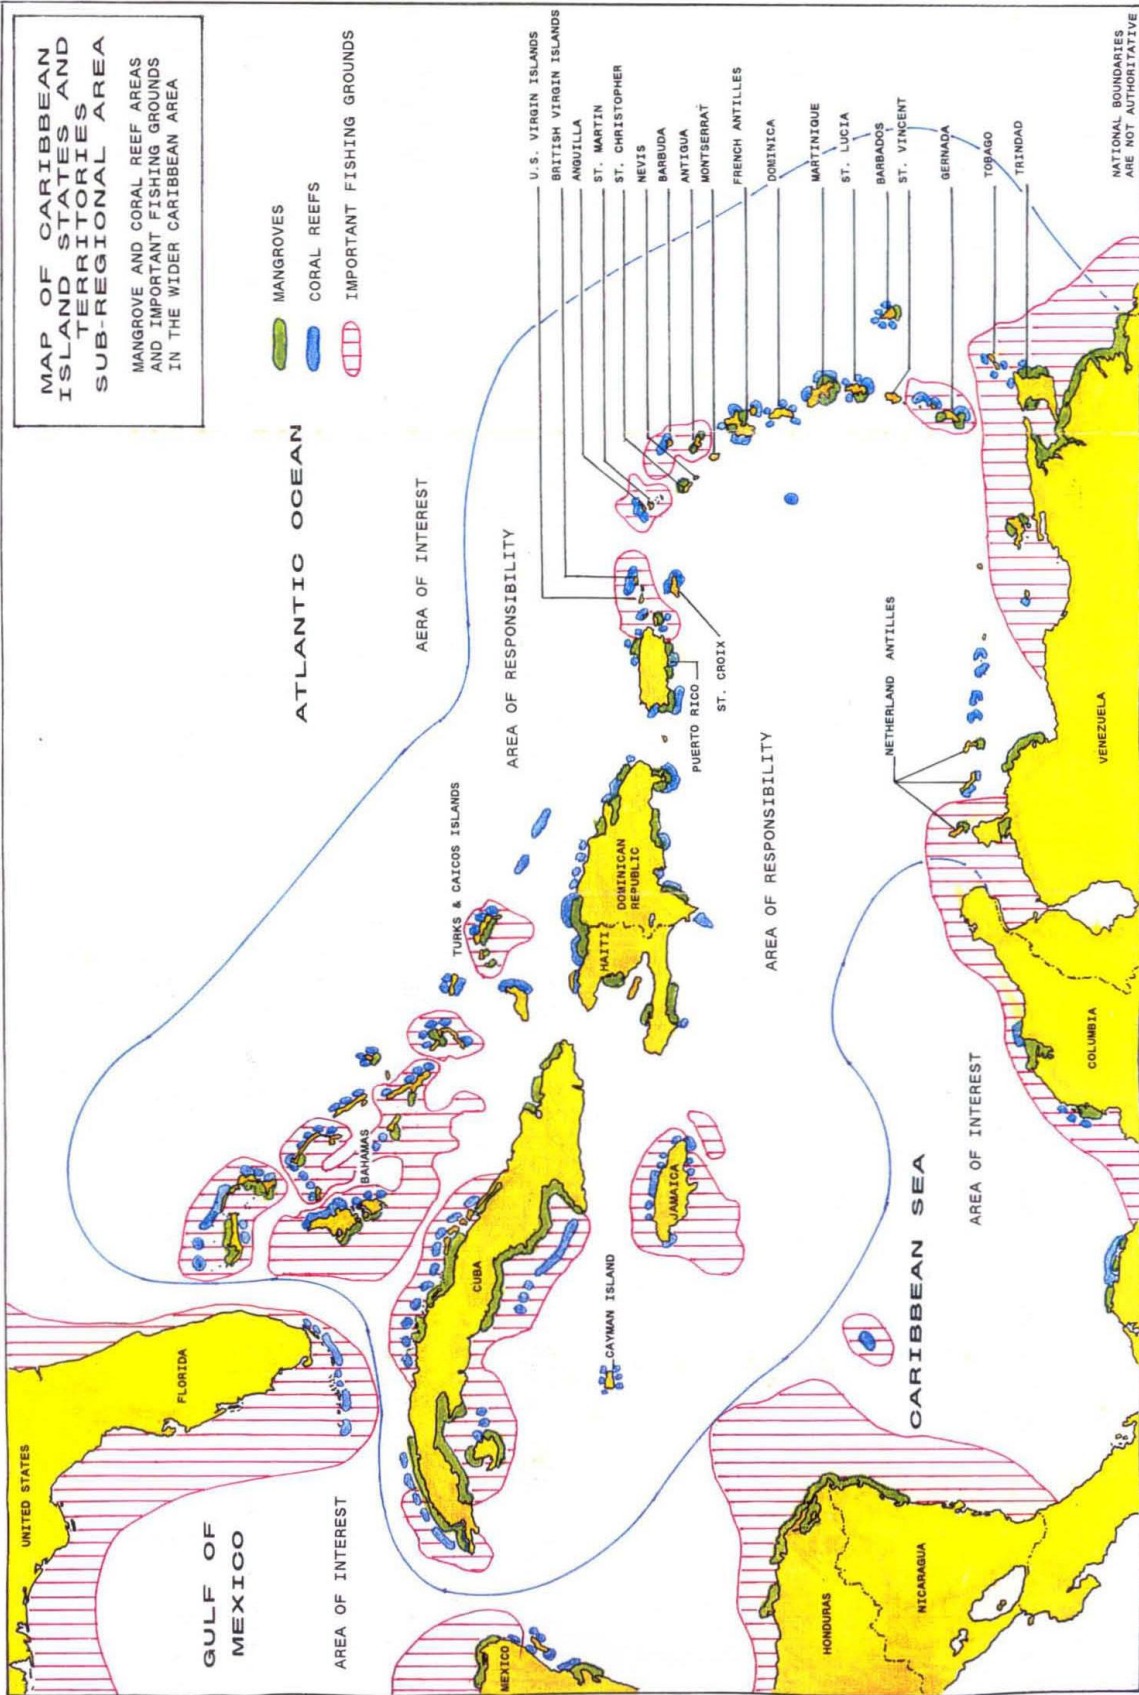 MAP OF CARIBBEAN
ISLAND STATES AND
TERRITORIES
SUB-REGIONAL AREA
MANGROVE AND CORAL REEF AREAS
AND IMPORTANT FISHING GROUNDS
IN THE WIDER CARIBBEAN AREA
MANGROVES
CORAL REEFS
IMPORTANT FISHING GROUNDS
UNITED STATES
FLORIDA
GULF OF
MEXICO
AREA OF INTEREST
MEXICO
ATLANTIC OCEAN
AERA OF INTEREST
AREA OF RESPONSIBILITY
BAHAMAS
TURKS & CAICOS ISLANDS
CUBA
CAYMAN ISLAND
JAMAICA
HAITI
DOMINICAN
REPUBLIC
PUERTO RICO
ST. CROIX
U.S. VIRGIN ISLANDS
BRITISH VIRGIN ISLANDS
ANGUILLA
ST. MARTIN
ST. CHRISTOPHER
NEVIS
BARBUDA
ANTIGUA
MONTSERRAT
FRENCH ANTILLES
DOMINICA
MARTINIQUE
ST. LUCIA
BARBADOS
ST. VINCENT
GERNADA
TOBAGO
TRINDAD
AREA OF RESPONSIBILITY
NETHERLAND ANTILLES
CARIBBEAN SEA
AREA OF INTEREST
HONDURAS
NICARAGUA
COLUMBIA
VENEZUELA
NATIONAL BOUNDARIES
ARE NOT AUTHORITATIVE